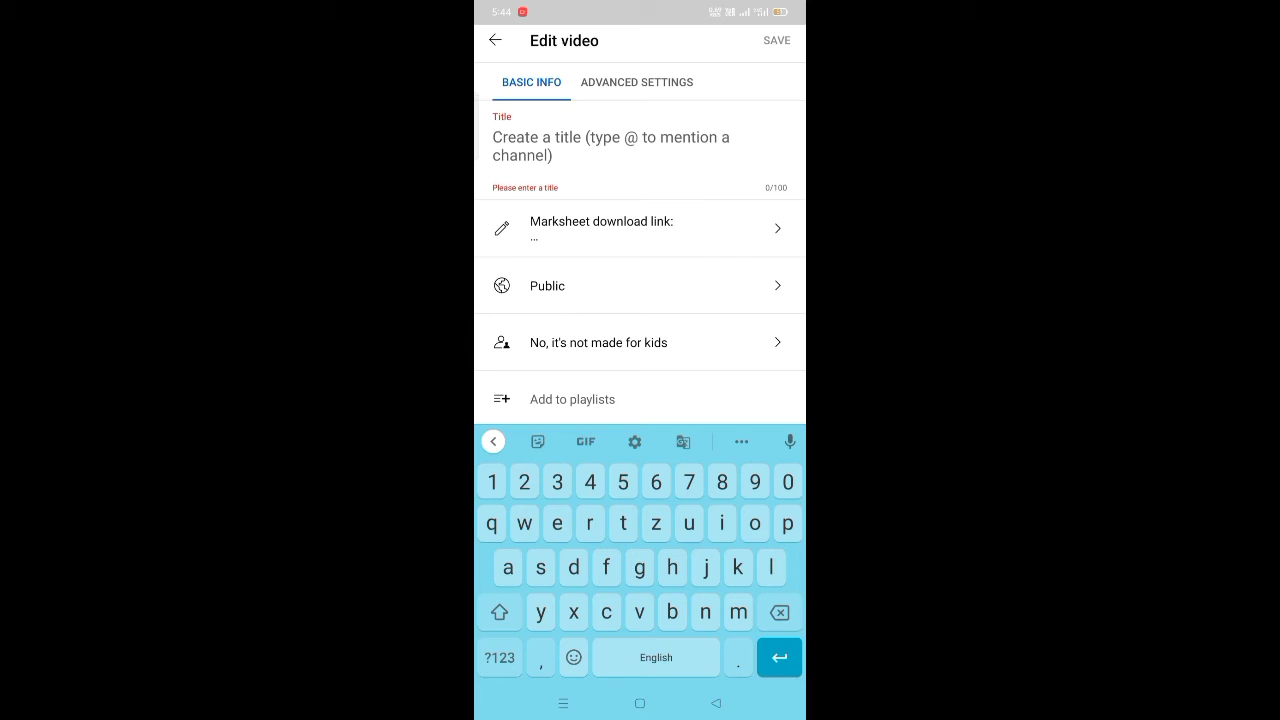 5:44
Edit video SAVE
BASIC INFO ADVANCED SETTINGS
Title
Create a title (type @ to mention a
channel)
Please enter a title 0/100
Marksheet download link:
...
Public
No, it's not made for kids
Add to playlists
GIF
1 2 3 4 5 6 7 8 9 0
q w e r t z u i o p
a s d f g h j k l
y x c v b n m
?123 , English .